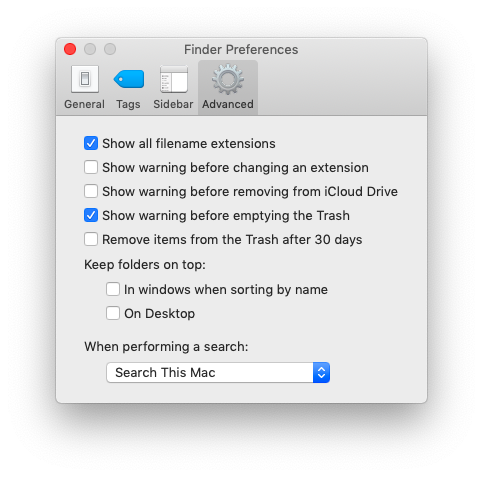 Finder Preferences
General Tags Sidebar Advanced
Show all filename extensions
Show warning before changing an extension
Show warning before removing from iCloud Drive
Show warning before emptying the Trash
Remove items from the Trash after 30 days
Keep folders on top:
In windows when sorting by name
On Desktop
When performing a search:
Search This Mac